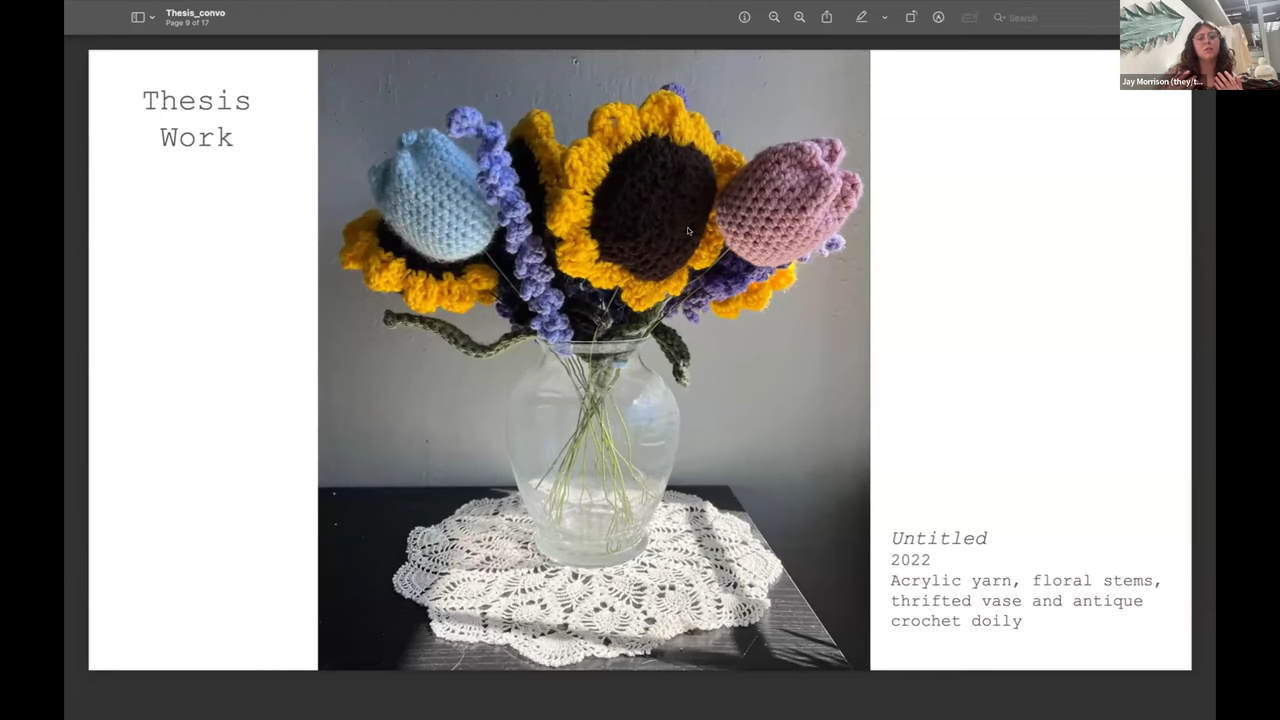 Thesis_convo
Page 9 of 17
Search
Jay Morrison (they/t...
Thesis
Work
Untitled
2022
Acrylic yarn, floral stems,
thrifted vase and antique
crochet doily